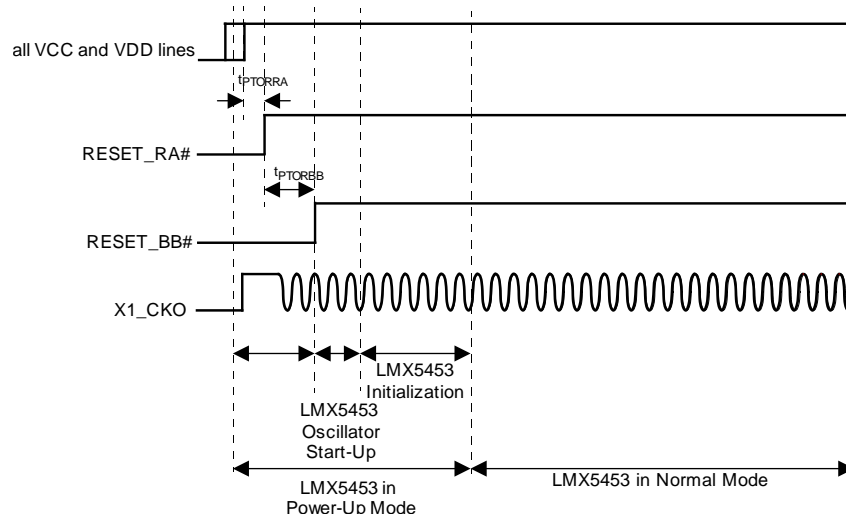 all VCC and VDD lines
tPTORRA
RESET_RA#
tPTORBB
RESET_BB#
X1_CKO
LMX5453
Initialization
LMX5453
Oscillator
Start-Up
LMX5453 in
Power-Up Mode
LMX5453 in Normal Mode